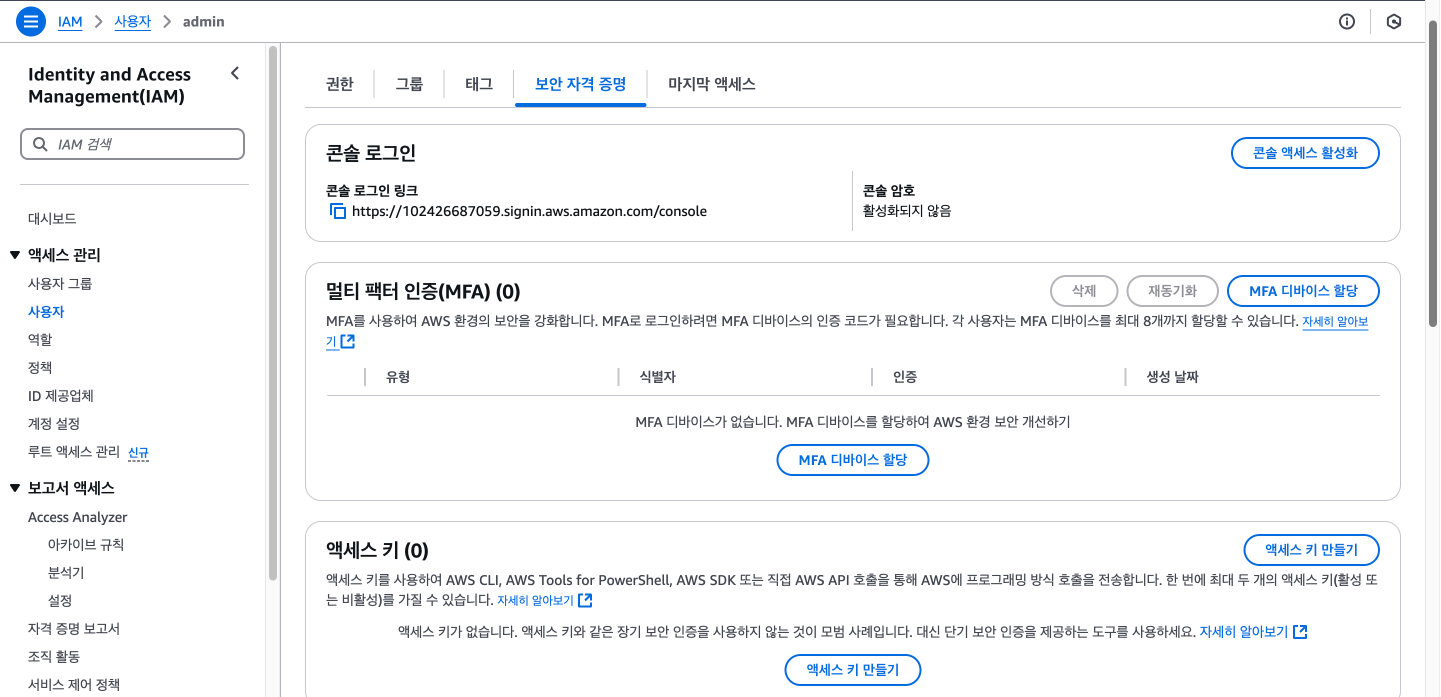 IAM > 사용자 > admin
Identity and Access
Management(IAM)
IAM 검색
대시보드
액세스 관리
사용자 그룹
사용자
역할
정책
ID 제공업체
계정 설정
루트 액세스 관리 신규
보고서 액세스
Access Analyzer
아카이브 규칙
분석기
설정
자격 증명 보고서
조직 활동
서비스 제어 정책
권한 그룹 태그 보안 자격 증명 마지막 액세스
콘솔 로그인 콘솔 액세스 활성화
콘솔 로그인 링크
https://102426687059.signin.aws.amazon.com/console
콘솔 암호
활성화되지 않음
멀티 팩터 인증(MFA) (0) 삭제 재동기화 MFA 디바이스 할당
MFA를 사용하여 AWS 환경의 보안을 강화합니다. MFA로 로그인하려면 MFA 디바이스의 인증 코드가 필요합니다. 각 사용자는 MFA 디바이스를 최대 8개까지 할당할 수 있습니다. 자세히 알아보
기
유형 식별자 인증 생성 날짜
MFA 디바이스가 없습니다. MFA 디바이스를 할당하여 AWS 환경 보안 개선하기
MFA 디바이스 할당
액세스 키 (0) 액세스 키 만들기
액세스 키를 사용하여 AWS CLI, AWS Tools for PowerShell, AWS SDK 또는 직접 AWS API 호출을 통해 AWS에 프로그래밍 방식 호출을 전송합니다. 한 번에 최대 두 개의 액세스 키(활성 또
는 비활성)를 가질 수 있습니다. 자세히 알아보기
액세스 키가 없습니다. 액세스 키와 같은 장기 보안 인증을 사용하지 않는 것이 모범 사례입니다. 대신 단기 보안 인증을 제공하는 도구를 사용하세요. 자세히 알아보기
액세스 키 만들기